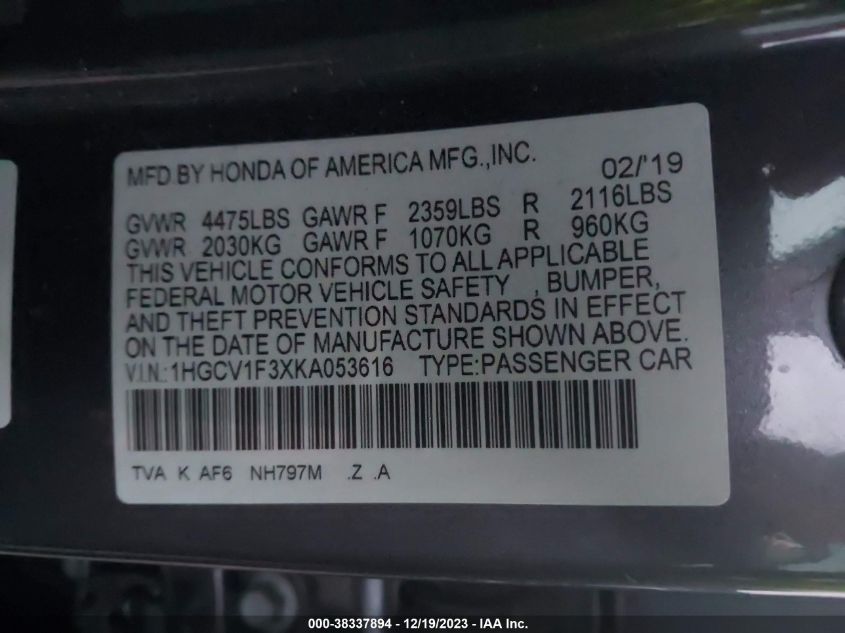 MFD.BY HONDA OF AMERICA MFG.,INC. 02/'19
GVWR 4475LBS GAWR F 2359LBS R 2116LBS
GVWR 2030KG GAWR F 1070KG R 960KG
THIS VEHICLE CONFORMS TO ALL APPLICABLE
FEDERAL MOTOR VEHICLE SAFETY , BUMPER,
AND THEFT PREVENTION STANDARDS IN EFFECT
ON THE DATE OF MANUFACTURE SHOWN ABOVE.
V.I.N.:1HGCV1F3XKA053616 TYPE:PASSENGER CAR
TVA K AF6 NH797M .Z .A
000-38337894 - 12/19/2023 - IAA Inc.